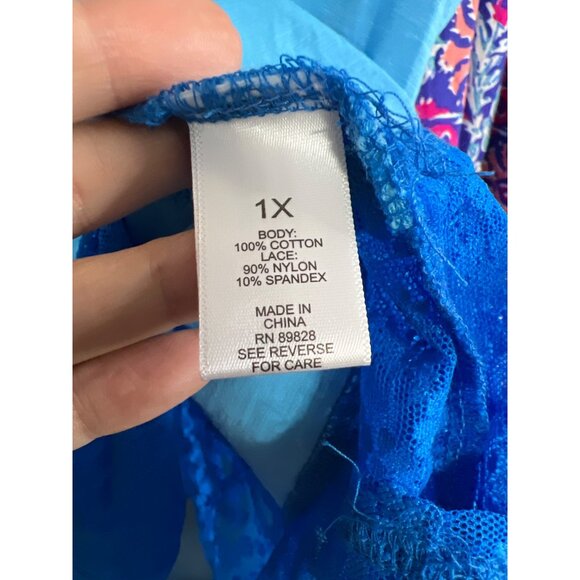 1X
BODY:
100% COTTON
LACE:
90% NYLON
10% SPANDEX
MADE IN
CHINA
RN 89828
SEE REVERSE
FOR CARE